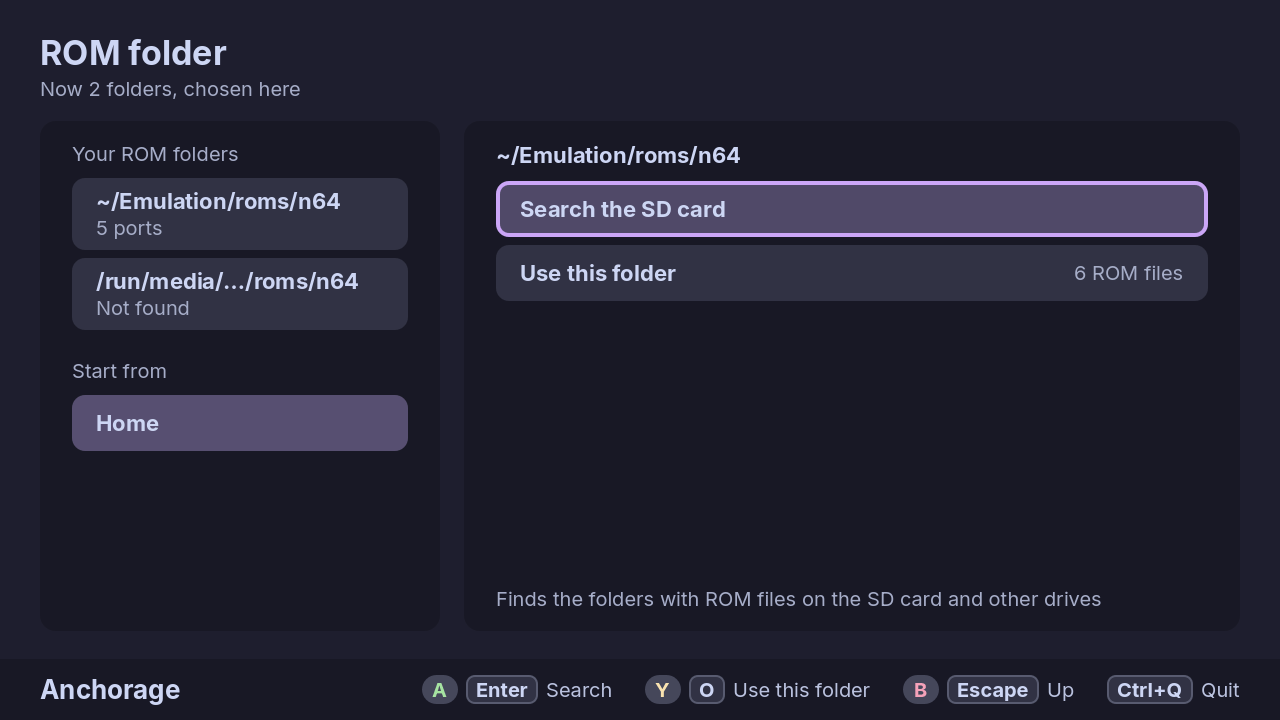 ROM folder
Now 2 folders, chosen here
Your ROM folders
~/Emulation/roms/n64
5 ports
/run/media/.../roms/n64
Not found
Start from
Home
~/Emulation/roms/n64
Search the SD card
Use this folder 6 ROM files
Finds the folders with ROM files on the SD card and other drives
Anchorage A Enter Search Y O Use this folder B Escape Up Ctrl+Q Quit